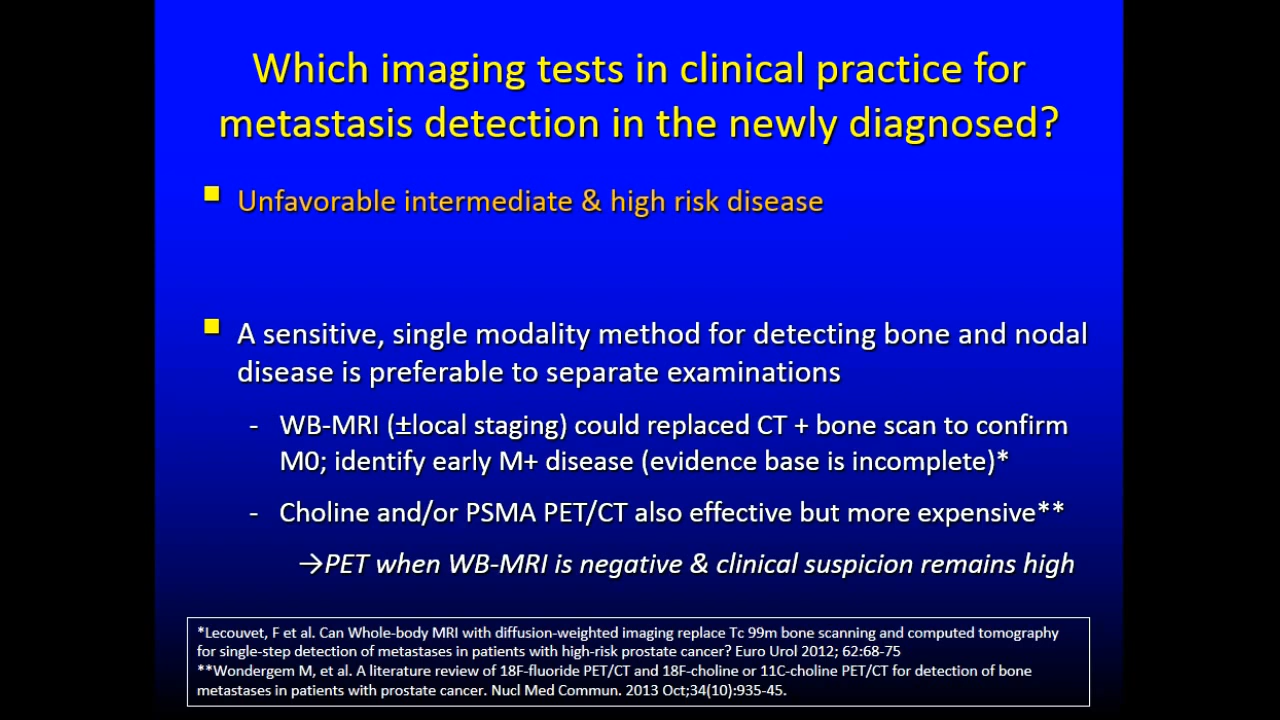 Which imaging tests in clinical practice for
metastasis detection in the newly diagnosed?
Unfavorable intermediate & high risk disease
A sensitive, single modality method for detecting bone and nodal
disease is preferable to separate examinations
- WB-MRI (±local staging) could replaced CT + bone scan to confirm
M0; identify early M+ disease (evidence base is incomplete)*
- Choline and/or PSMA PET/CT also effective but more expensive**
→PET when WB-MRI is negative & clinical suspicion remains high
*Lecouvet, F et al. Can Whole-body MRI with diffusion-weighted imaging replace Tc 99m bone scanning and computed tomography
for single-step detection of metastases in patients with high-risk prostate cancer? Euro Urol 2012; 62:68-75
**Wondergem M, et al. A literature review of 18F-fluoride PET/CT and 18F-choline or 11C-choline PET/CT for detection of bone
metastases in patients with prostate cancer. Nucl Med Commun. 2013 Oct;34(10):935-45.